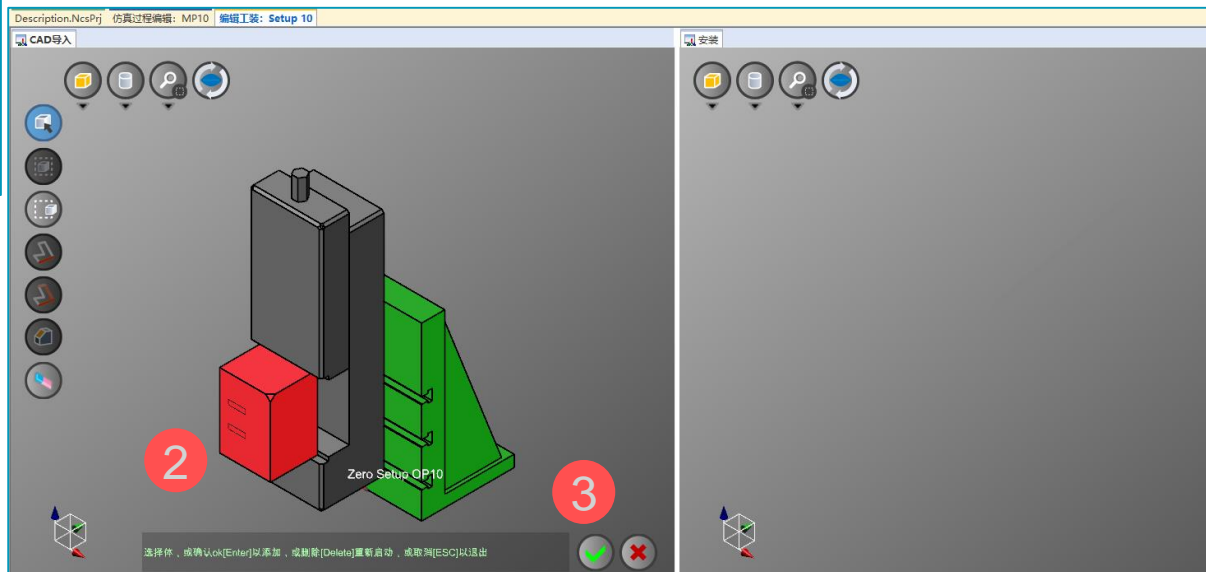 Description.NcsPrj 仿真过程编辑：MP10 编辑工装：Setup 10
CAD导入
安装
2
Zero Setup OP10
3
选择体，或确认ok[Enter]以添加，或删除[Delete]重新启动，或取消[ESC]以退出